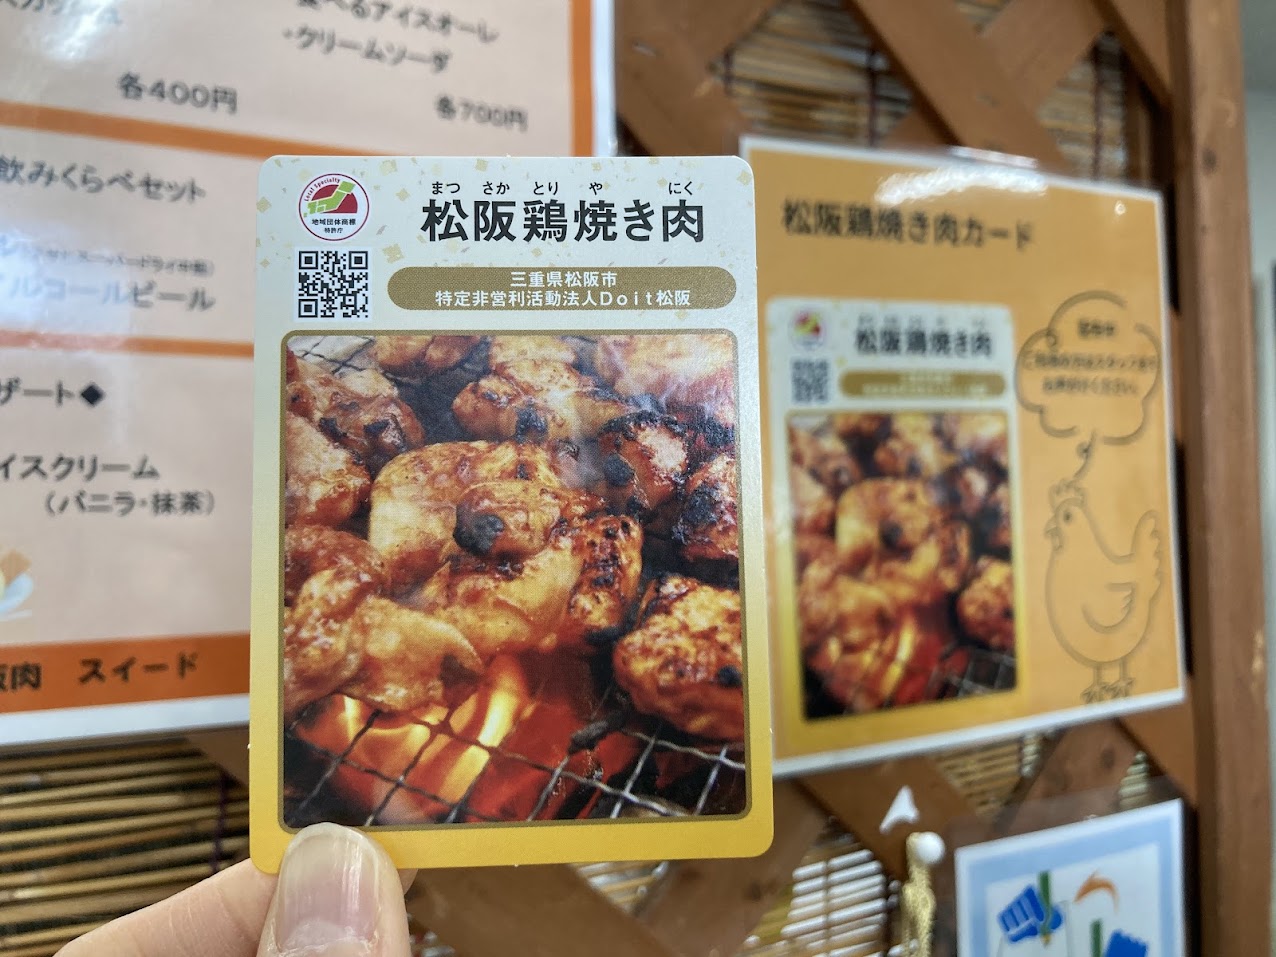 食べるアイスオーレ
・クリームソーダ
各400円
各700円
飲みくらべセット
アルコールビール
ザート◆
イスクリーム
(バニラ・抹茶)
阪肉 スイード
Local Specialty
地域団体商標
特許庁
まつ さか とり や にく
松阪鶏焼き肉
三重県松阪市
特定非営利活動法人Doit松阪
松阪鶏焼き肉カード
松阪鶏焼き肉